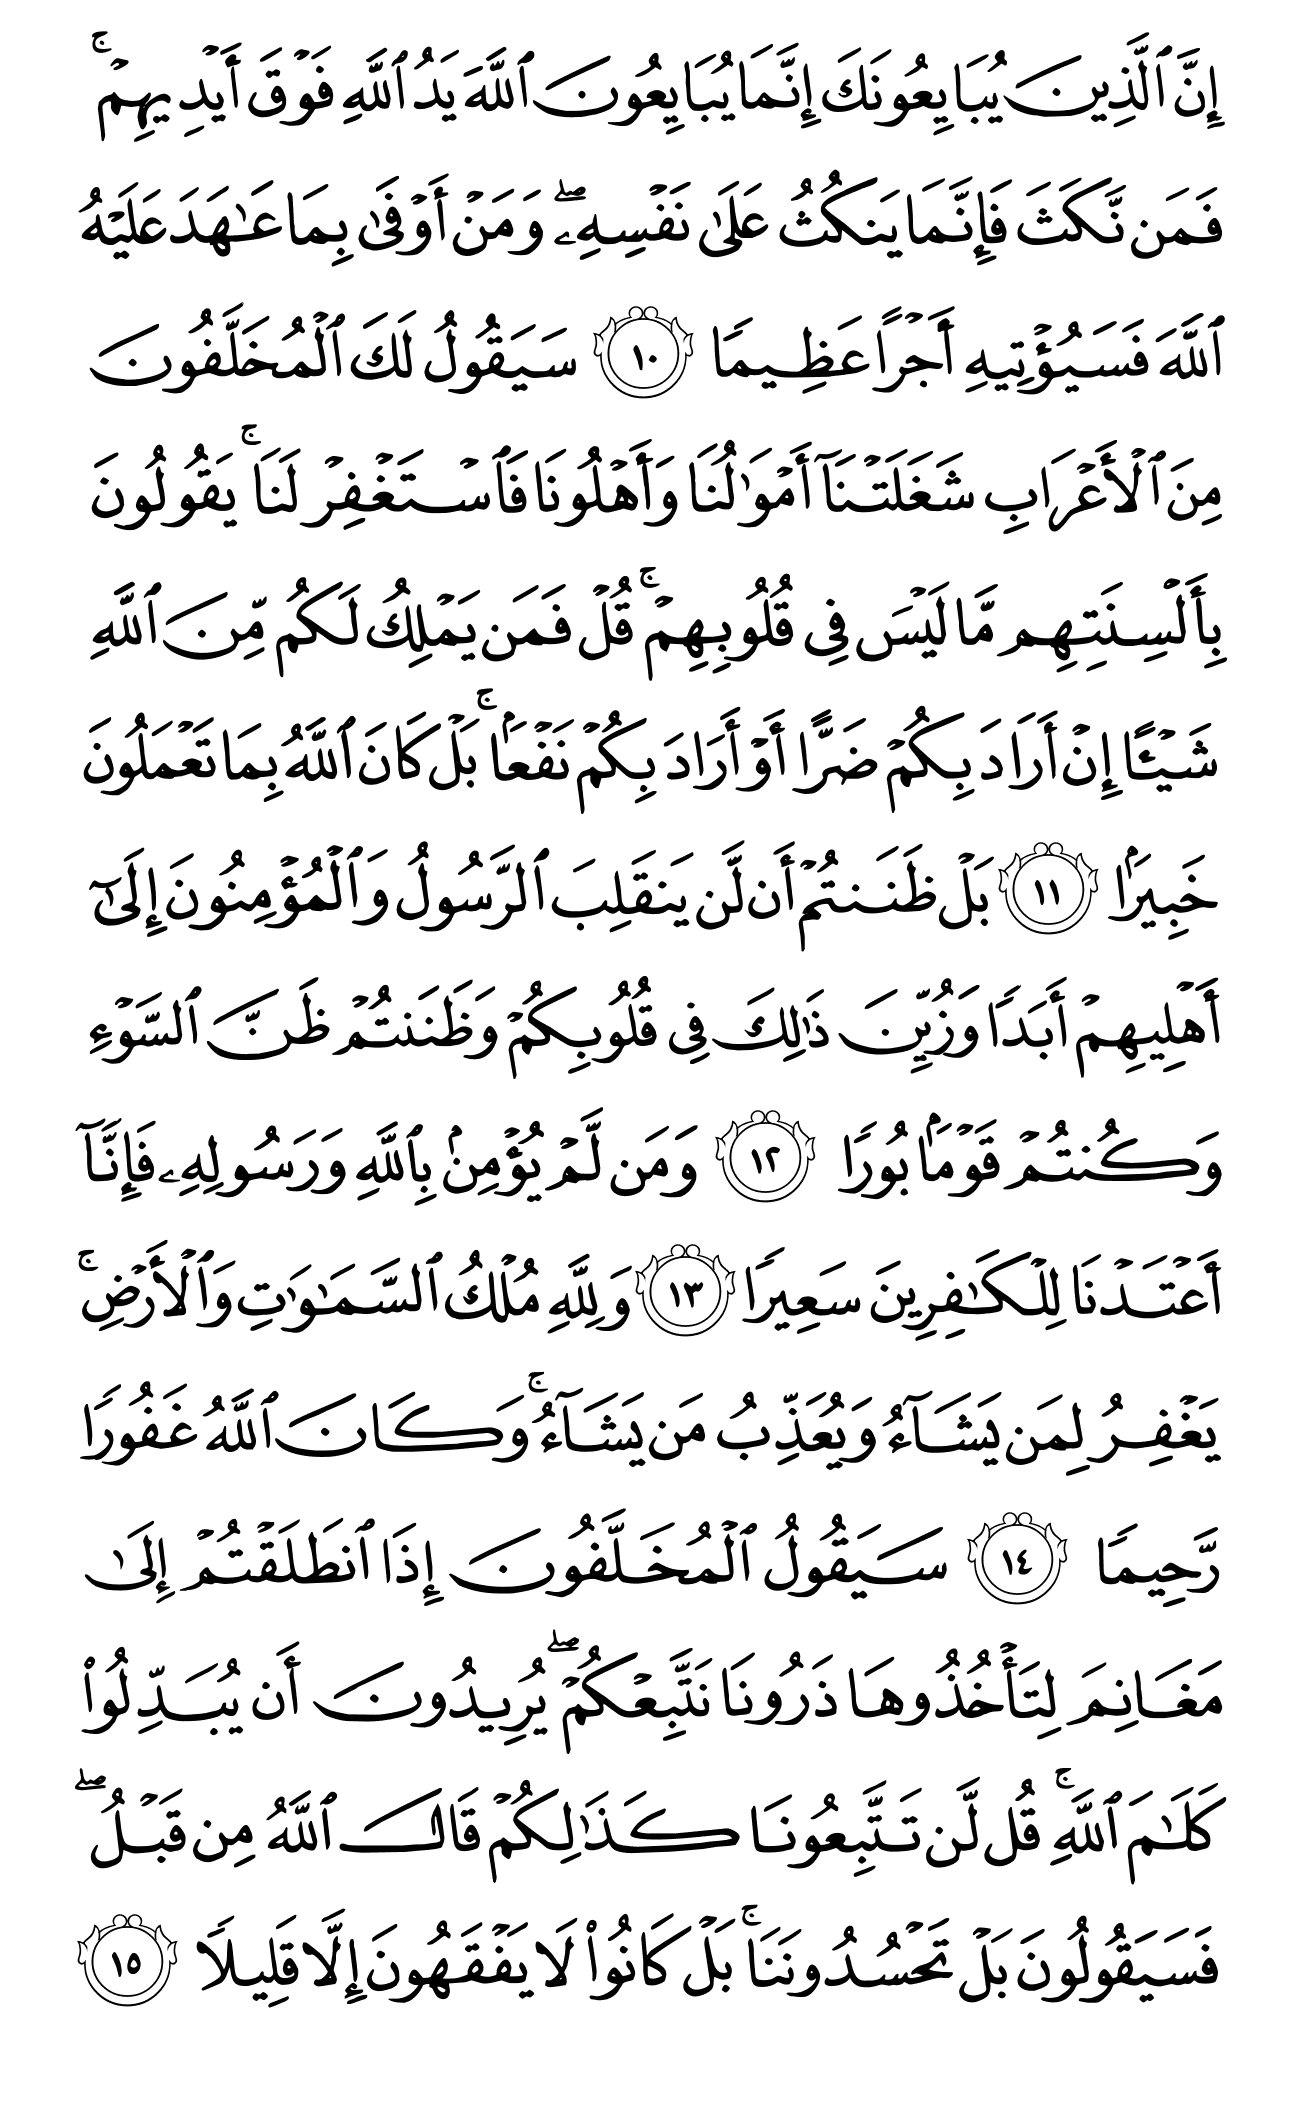 إِنَّ ٱلَّذِينَ يُبَايِعُونَكَ إِنَّمَا يُبَايِعُونَ ٱللَّهَ يَدُ ٱللَّهِ فَوۡقَ أَيۡدِيهِمۡۚ
فَمَن نَّكَثَ فَإِنَّمَا يَنكُثُ عَلَىٰ نَفۡسِهِۦۖ وَمَنۡ أَوۡفَىٰ بِمَا عَٰهَدَ عَلَيۡهُ
ٱللَّهَ فَسَيُؤۡتِيهِ أَجۡرًا عَظِيمٗا ١٠ سَيَقُولُ لَكَ ٱلۡمُخَلَّفُونَ
مِنَ ٱلۡأَعۡرَابِ شَغَلَتۡنَآ أَمۡوَٰلُنَا وَأَهۡلُونَا فَٱسۡتَغۡفِرۡ لَنَاۚ يَقُولُونَ
بِأَلۡسِنَتِهِم مَّا لَيۡسَ فِي قُلُوبِهِمۡۚ قُلۡ فَمَن يَمۡلِكُ لَكُم مِّنَ ٱللَّهِ
شَيۡـًٔا إِنۡ أَرَادَ بِكُمۡ ضَرًّا أَوۡ أَرَادَ بِكُمۡ نَفۡعَۢاۚ بَلۡ كَانَ ٱللَّهُ بِمَا تَعۡمَلُونَ
خَبِيرَۢا ١١ بَلۡ ظَنَنتُمۡ أَن لَّن يَنقَلِبَ ٱلرَّسُولُ وَٱلۡمُؤۡمِنُونَ إِلَىٰٓ
أَهۡلِيهِمۡ أَبَدٗا وَزُيِّنَ ذَٰلِكَ فِي قُلُوبِكُمۡ وَظَنَنتُمۡ ظَنَّ ٱلسَّوۡءِ
وَكُنتُمۡ قَوۡمَۢا بُورٗا ١٢ وَمَن لَّمۡ يُؤۡمِنۢ بِٱللَّهِ وَرَسُولِهِۦ فَإِنَّآ
أَعۡتَدۡنَا لِلۡكَٰفِرِينَ سَعِيرٗا ١٣ وَلِلَّهِ مُلۡكُ ٱلسَّمَٰوَٰتِ وَٱلۡأَرۡضِۚ
يَغۡفِرُ لِمَن يَشَآءُ وَيُعَذِّبُ مَن يَشَآءُۚ وَكَانَ ٱللَّهُ غَفُورٗا
رَّحِيمٗا ١٤ سَيَقُولُ ٱلۡمُخَلَّفُونَ إِذَا ٱنطَلَقۡتُمۡ إِلَىٰ
مَغَانِمَ لِتَأۡخُذُوهَا ذَرُونَا نَتَّبِعۡكُمۡۖ يُرِيدُونَ أَن يُبَدِّلُواْ
كَلَٰمَ ٱللَّهِۚ قُل لَّن تَتَّبِعُونَا كَذَٰلِكُمۡ قَالَ ٱللَّهُ مِن قَبۡلُۖ
فَسَيَقُولُونَ بَلۡ تَحۡسُدُونَنَاۚ بَلۡ كَانُواْ لَا يَفۡقَهُونَ إِلَّا قَلِيلٗا ١٥